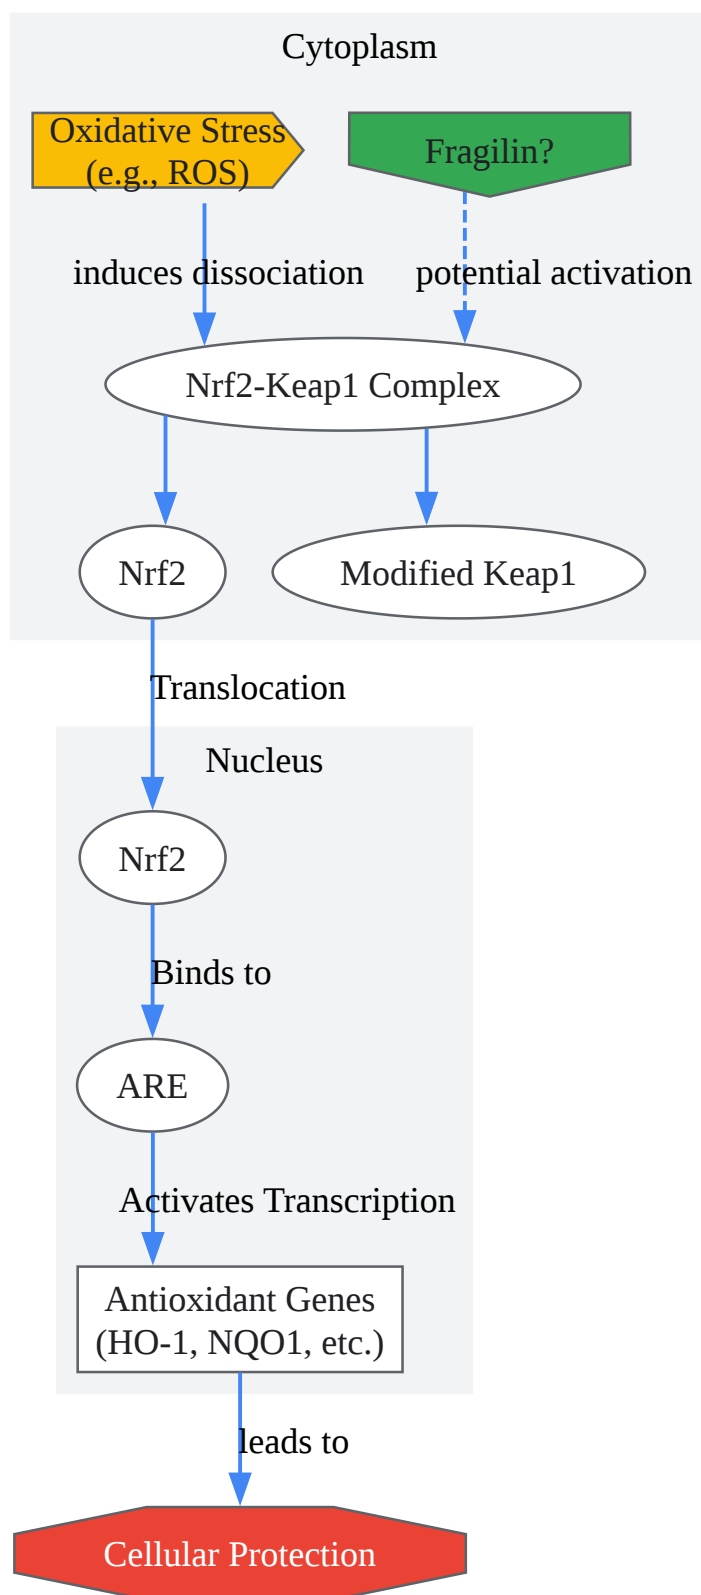 Cytoplasm
Oxidative Stress
(e.g., ROS)
Fragilin?
induces dissociation
potential activation
Nrf2-Keap1 Complex
Nrf2
Modified Keap1
Translocation
Nucleus
Nrf2
Binds to
ARE
Activates Transcription
Antioxidant Genes
(HO-1, NQO1, etc.)
leads to
Cellular Protection